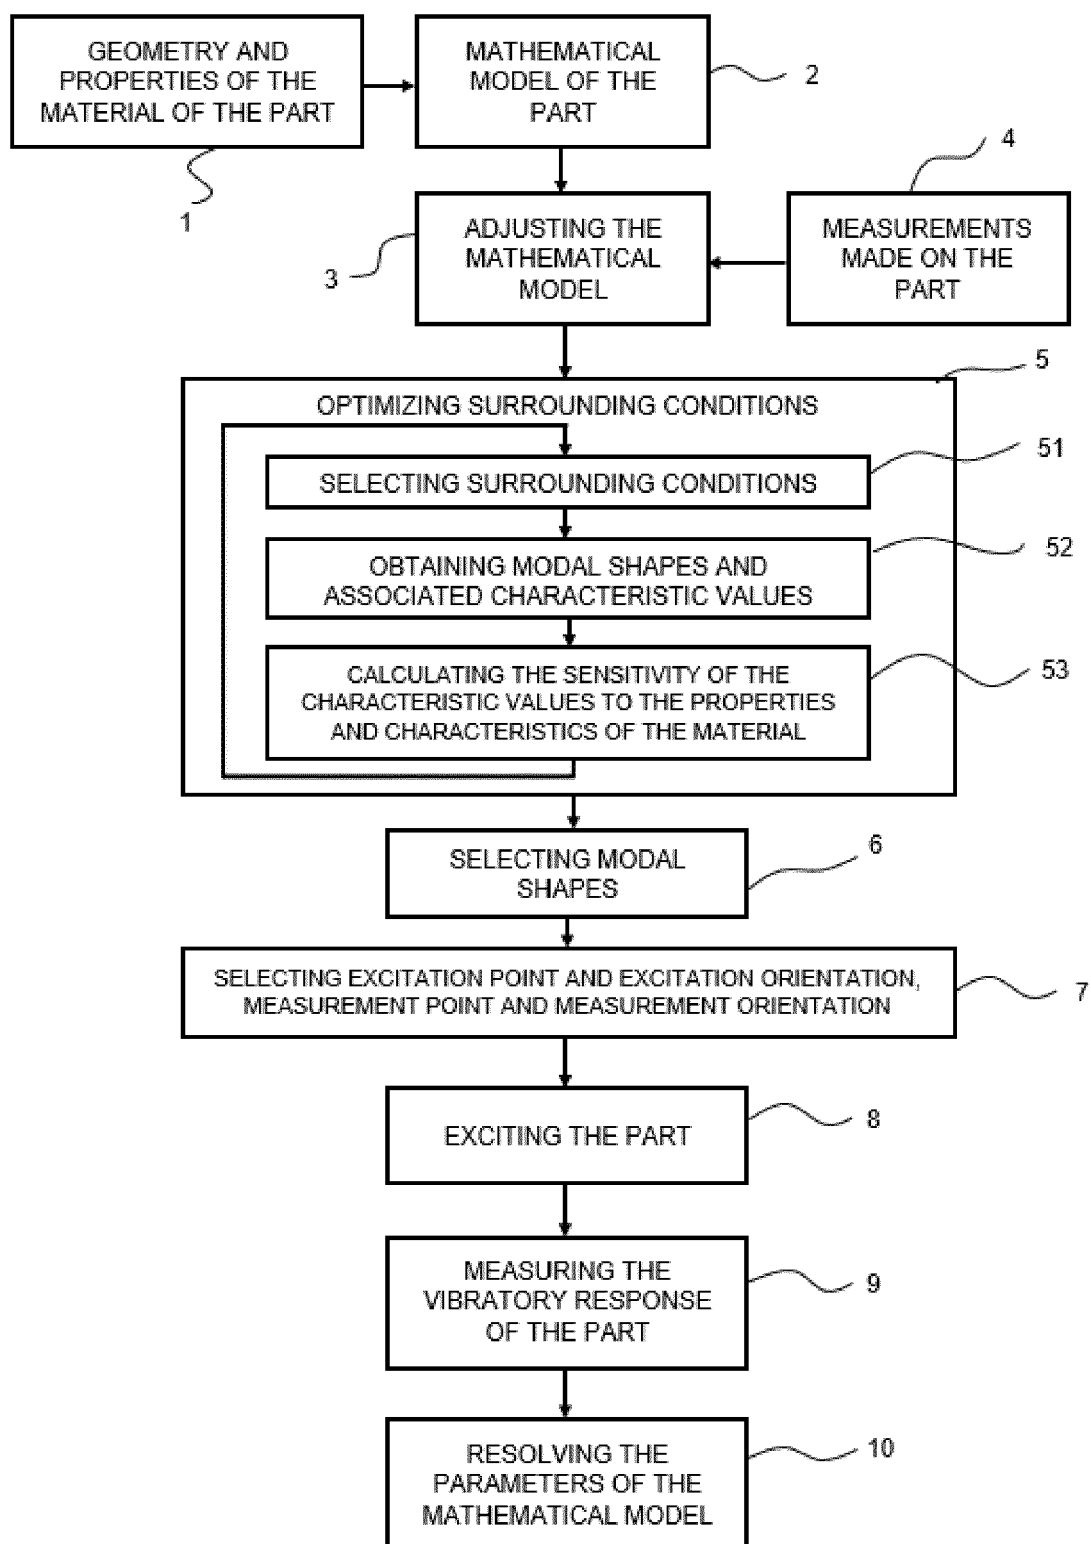 GEOMETRY AND
PROPERTIES OF THE
MATERIAL OF THE PART
1
MATHEMATICAL
MODEL OF THE
PART
2
ADJUSTING THE
MATHEMATICAL
MODEL
3
MEASUREMENTS
MADE ON THE
PART
4
OPTIMIZING SURROUNDING CONDITIONS
5
SELECTING SURROUNDING CONDITIONS
51
OBTAINING MODAL SHAPES AND
ASSOCIATED CHARACTERISTIC VALUES
52
CALCULATING THE SENSITIVITY OF THE
CHARACTERISTIC VALUES TO THE PROPERTIES
AND CHARACTERISTICS OF THE MATERIAL
53
SELECTING MODAL
SHAPES
6
SELECTING EXCITATION POINT AND EXCITATION ORIENTATION,
MEASUREMENT POINT AND MEASUREMENT ORIENTATION
7
EXCITING THE PART
8
MEASURING THE
VIBRATORY RESPONSE
OF THE PART
9
RESOLVING THE
PARAMETERS OF THE
MATHEMATICAL MODEL
10